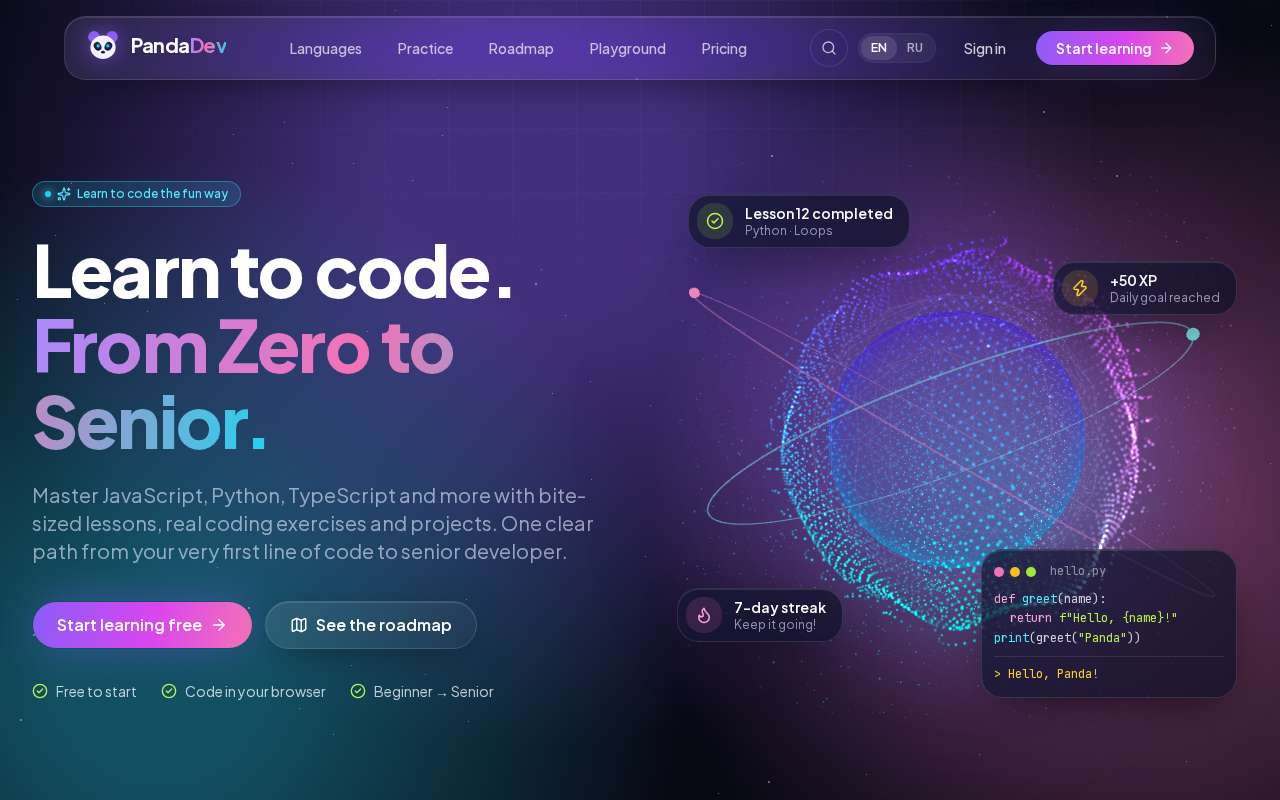 PandaDev
Languages
Practice
Roadmap
Playground
Pricing
EN
RU
Sign in
Start learning →
Learn to code the fun way
Learn to code.
From Zero to
Senior.
Master JavaScript, Python, TypeScript and more with bite-
sized lessons, real coding exercises and projects. One clear
path from your very first line of code to senior developer.
Start learning free →
See the roadmap
Free to start
Code in your browser
Beginner → Senior
Lesson 12 completed
Python · Loops
+50 XP
Daily goal reached
7-day streak
Keep it going!
hello.py
def greet(name):
  return f"Hello, {name}!"
print(greet("Panda"))
> Hello, Panda!